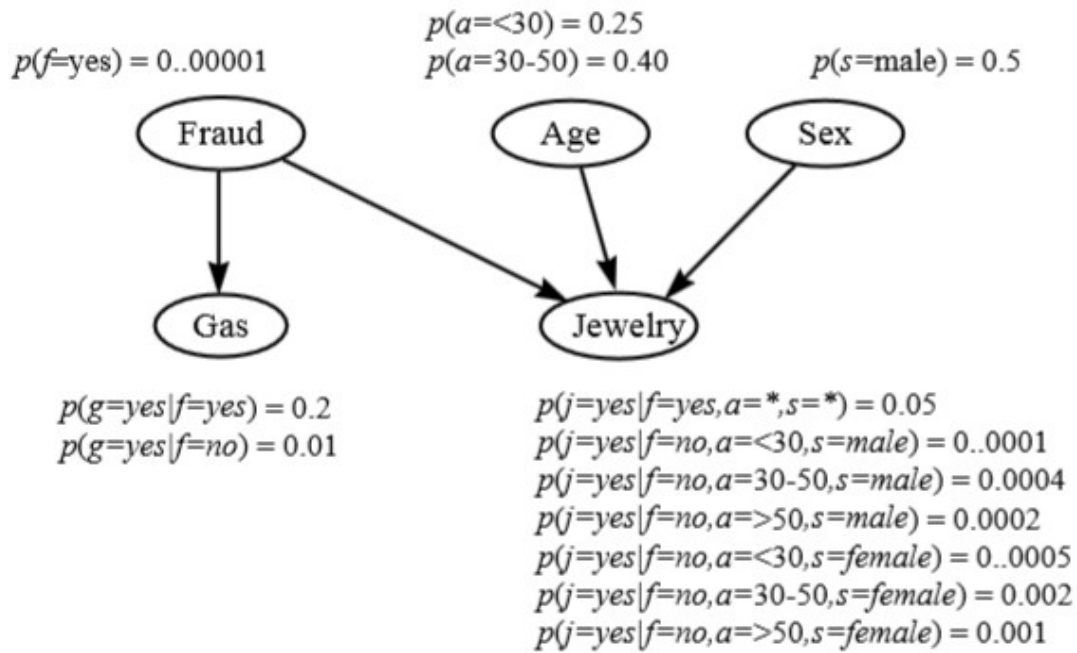 p(a=<30) = 0.25
p(f=yes) = 0..00001
p(a=30-50) = 0.40
p(s=male) = 0.5
Fraud
Age
Sex
Gas
Jewelry
p(g=yes|f=yes) = 0.2
p(g=yes|f=no) = 0.01
p(j=yes|f=yes,a=*,s=*) = 0.05
p(j=yes|f=no,a=<30,s=male) = 0..0001
p(j=yes|f=no,a=30-50,s=male) = 0.0004
p(j=yes|f=no,a=>50,s=male) = 0.0002
p(j=yes|f=no,a=<30,s=female) = 0..0005
p(j=yes|f=no,a=30-50,s=female) = 0.002
p(j=yes|f=no,a=>50,s=female) = 0.001